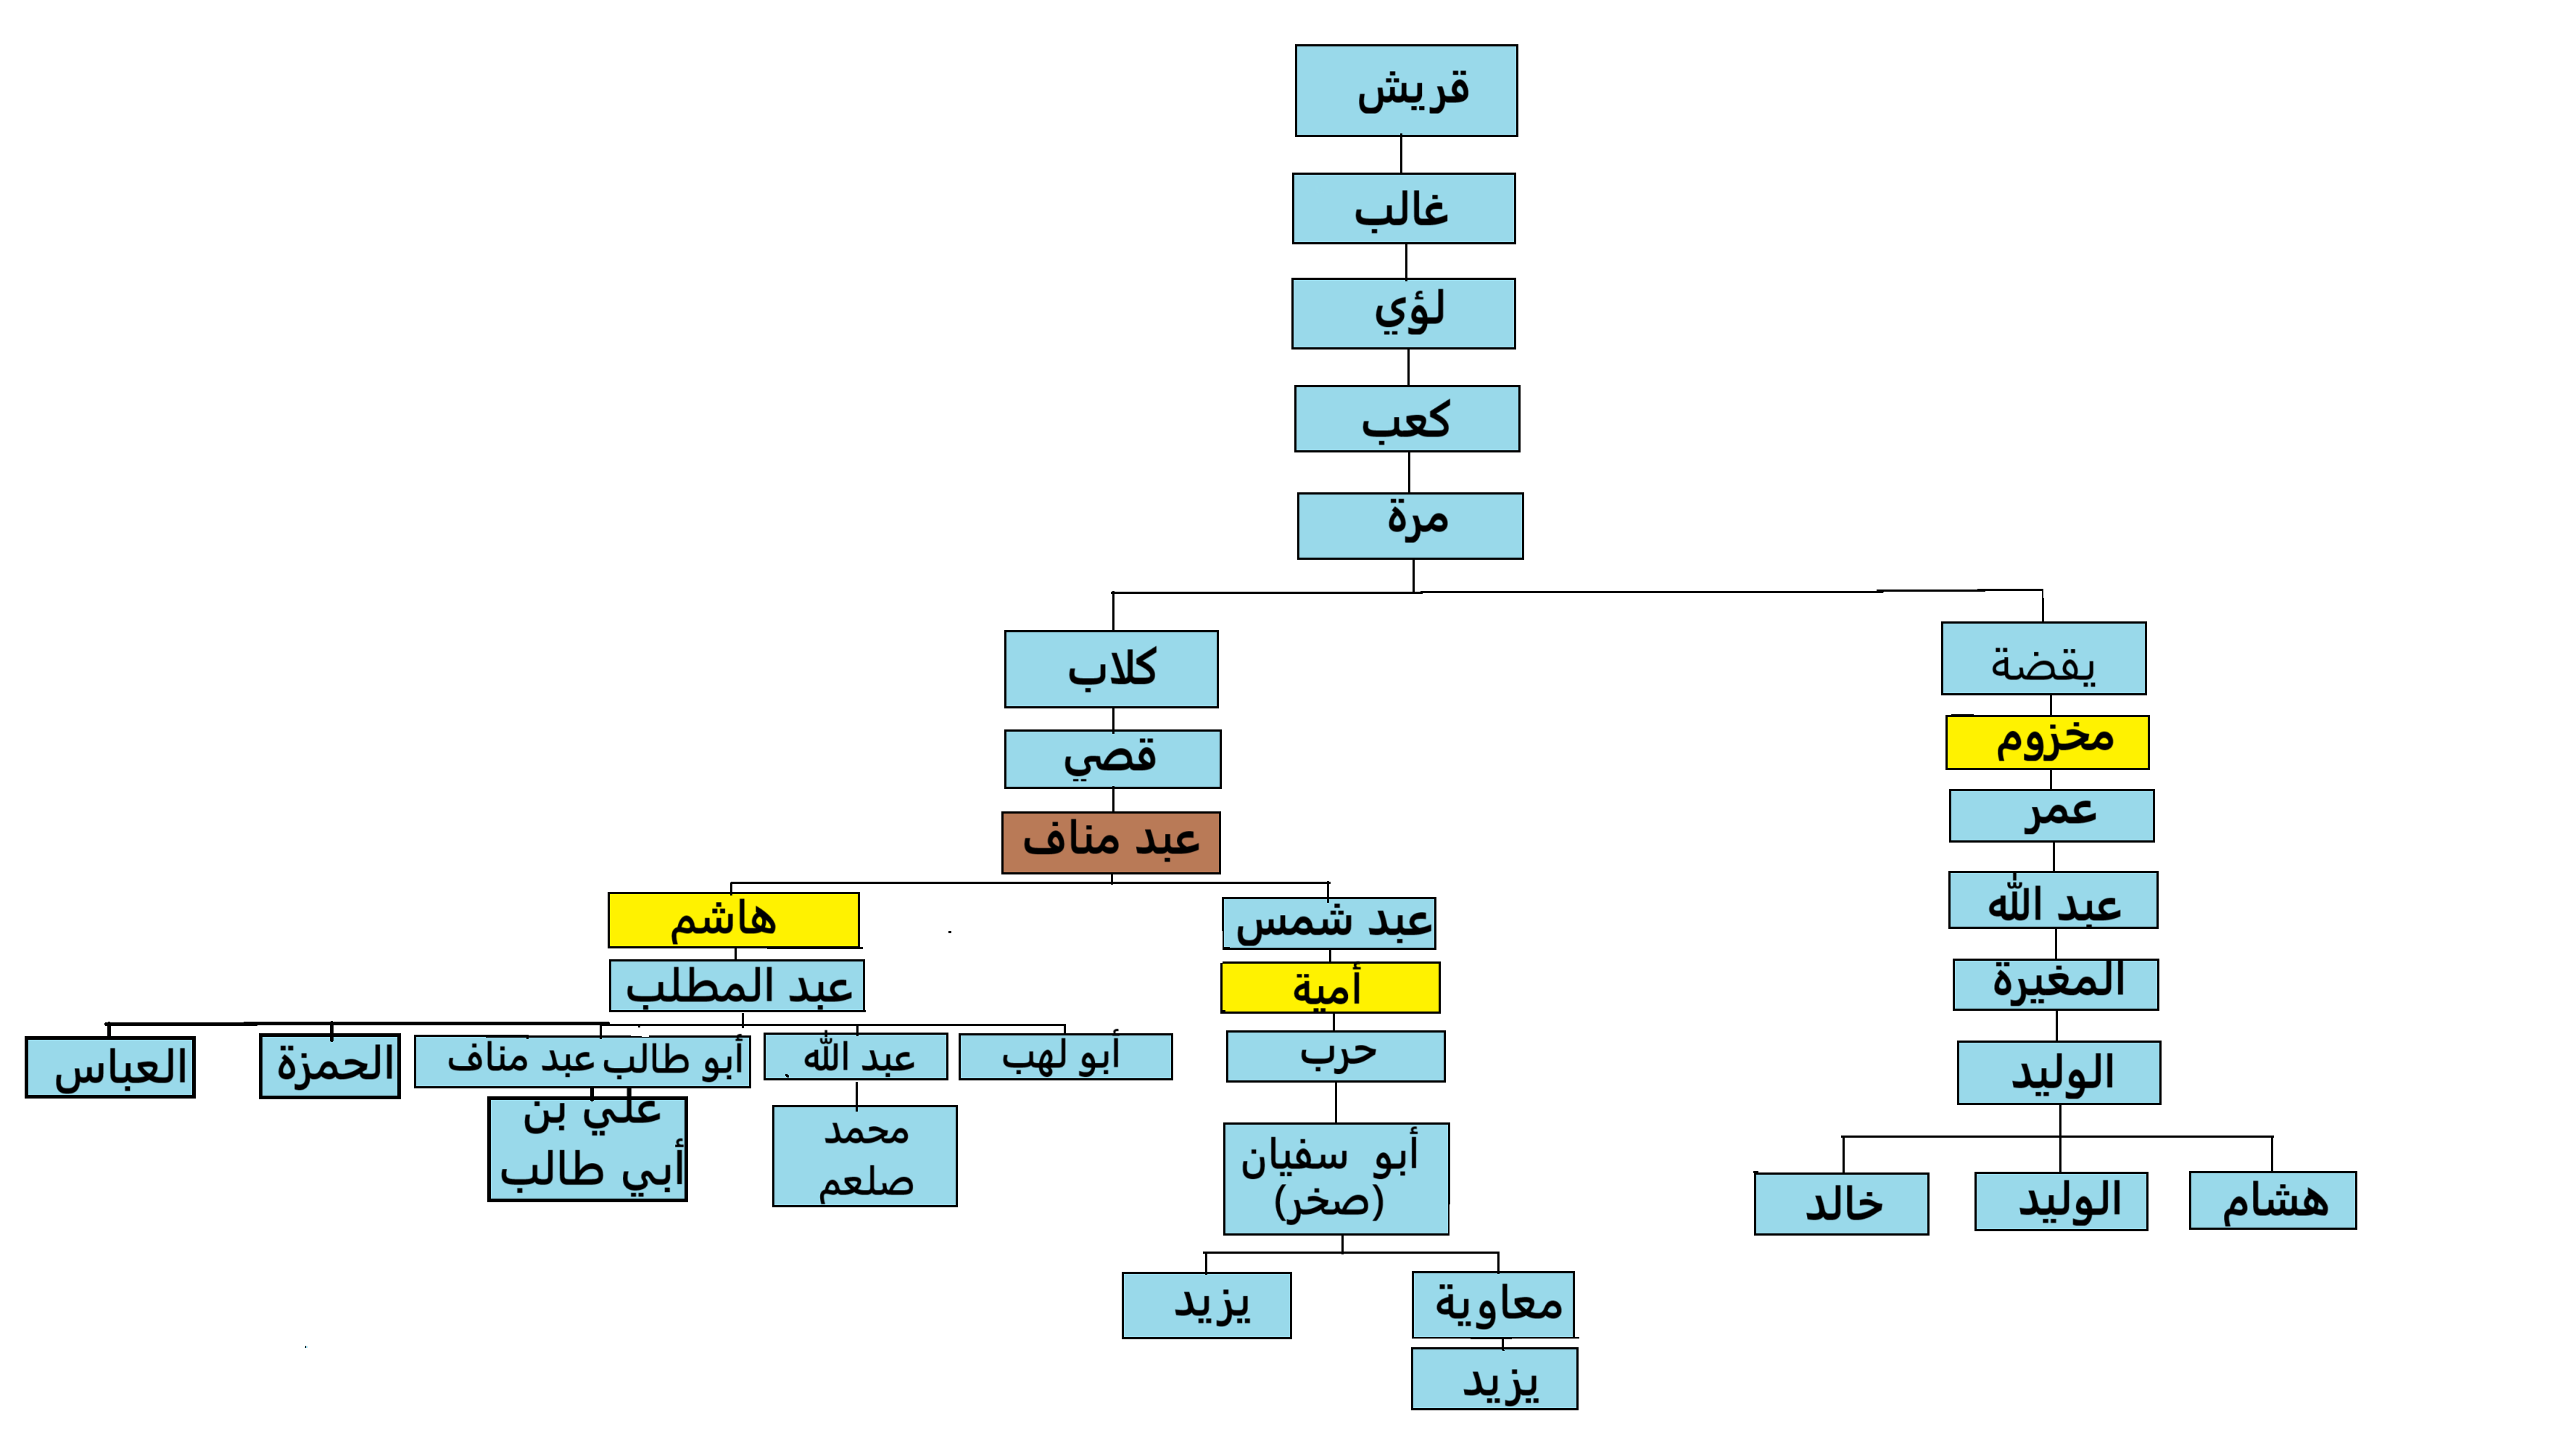 قريش
غالب
لؤي
كعب
مرة
يقضة
كلاب
مخزوم
قصي
عمر
عبد مناف
عبد الله
عبد شمس
هاشم
المغيرة
أمية
عبد المطلب
الوليد
حرب
أبو لهب
عبد الله
أبو طالب عبد مناف
الحمزة
العباس
هشام
الوليد
خالد
أبو سفيان
(صخر)
محمد
صلعم
علي بن
أبي طالب
معاوية
يزيد
يزيد